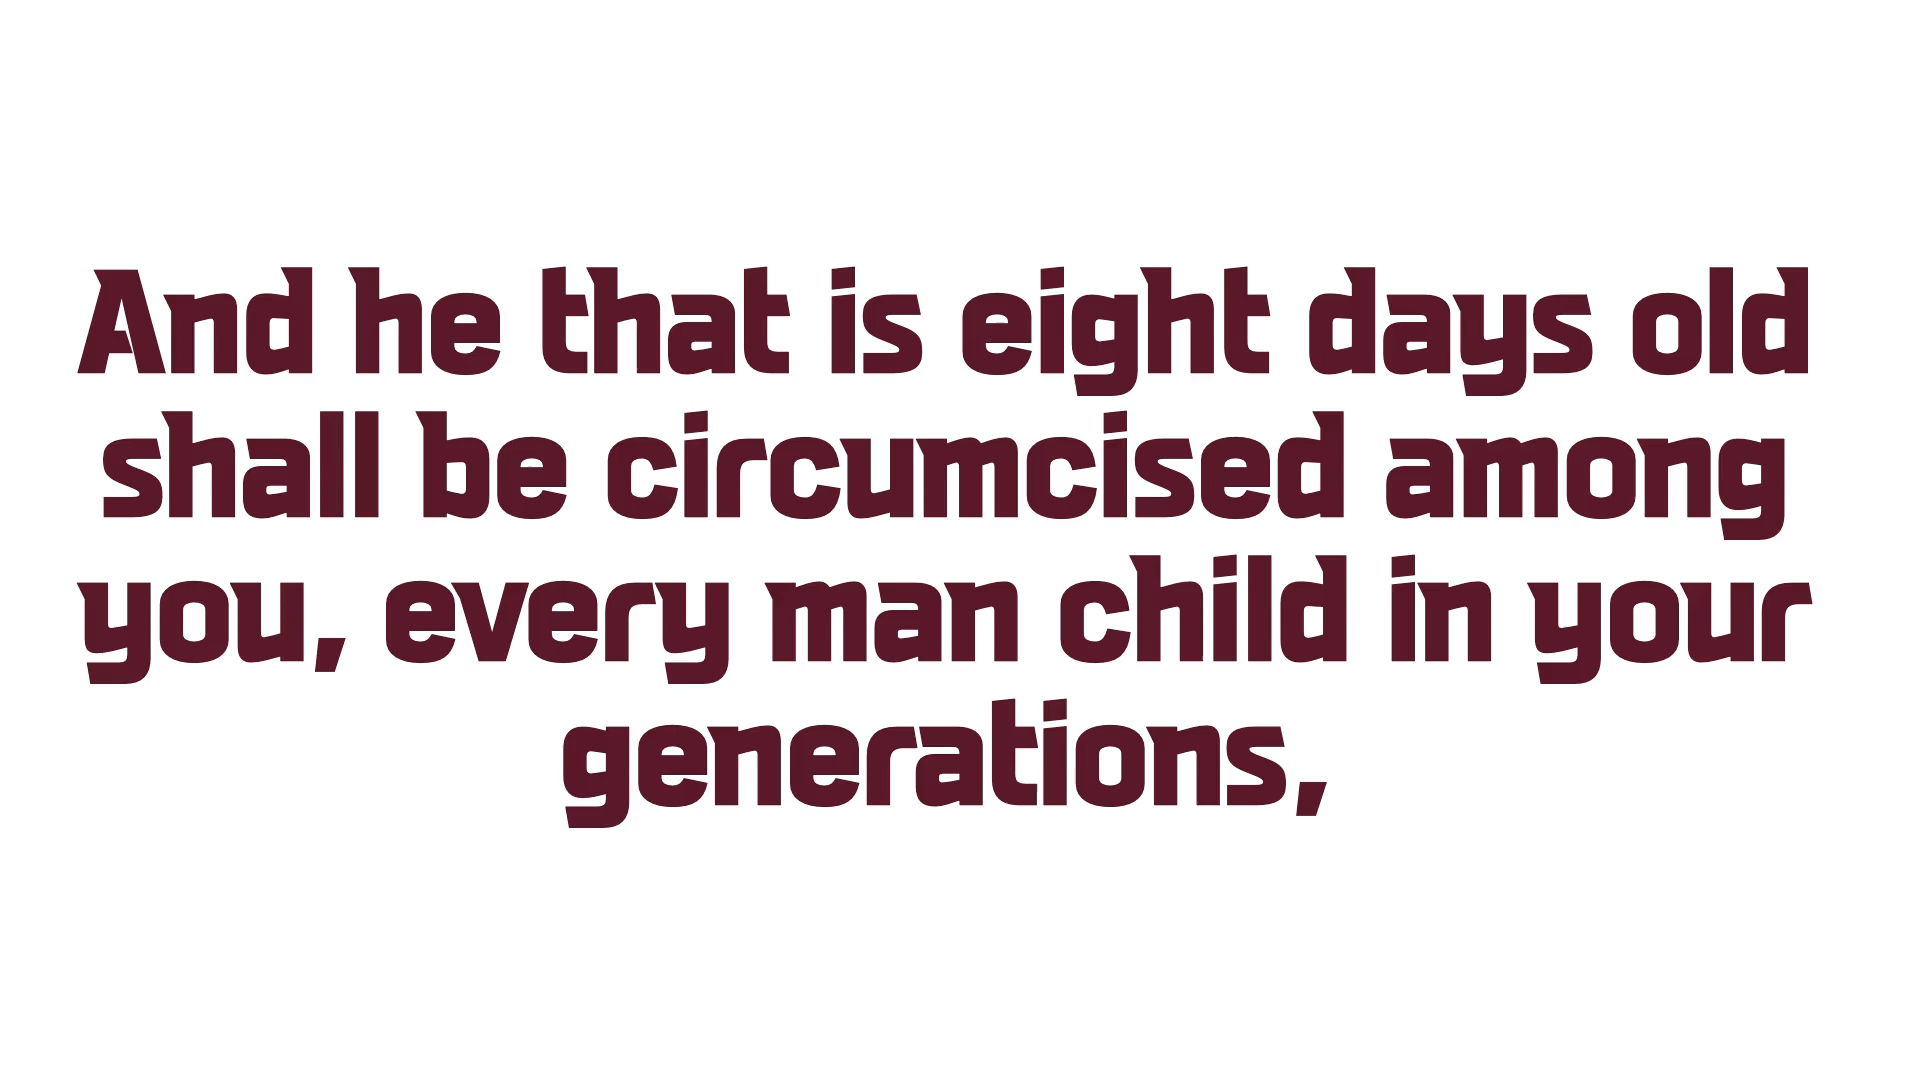 And he that is eight days old
shall be circumcised among
you, every man child in your
generations,